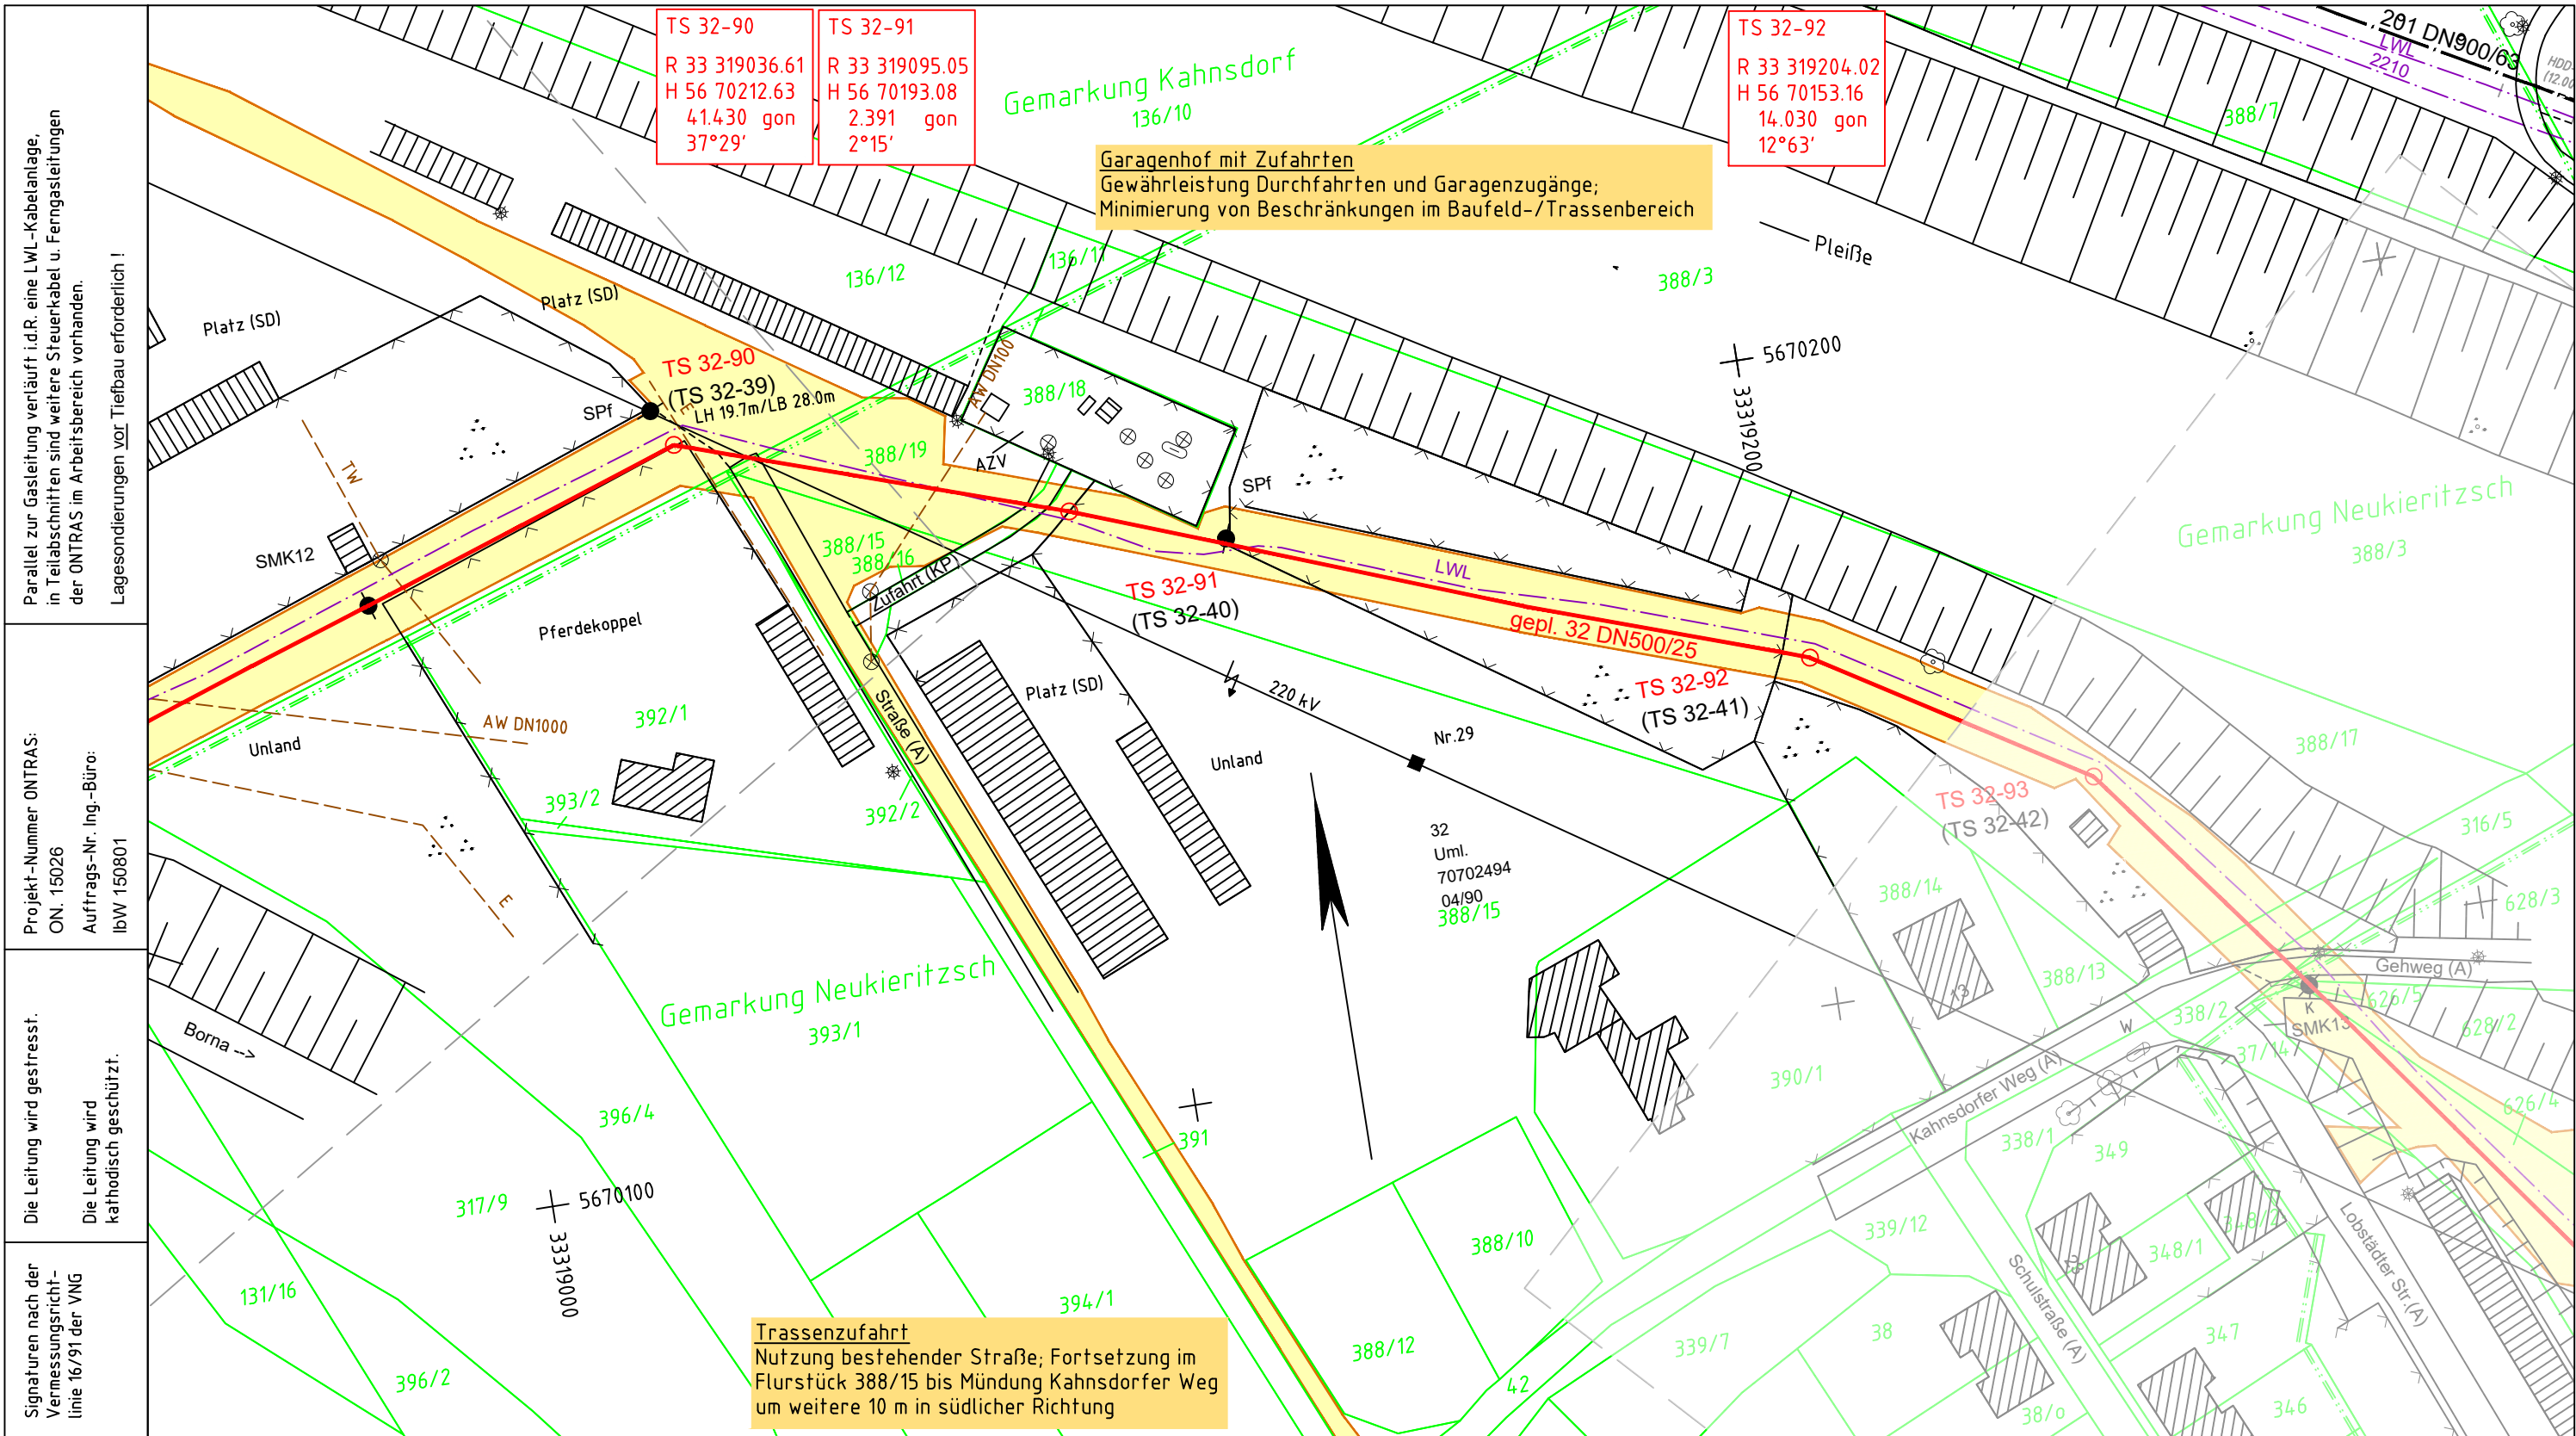 Parallel zur Gasleitung verläuft i.d.R. eine LWL-Kabelanlage,
in Teilabschnitten sind weitere Steuerkabel u. Ferngasleitungen
der ONTRAS im Arbeitsbereich vorhanden.
Lagesondierungen vor Tiefbau erforderlich !
Projekt-Nummer ONTRAS:
ON. 15026
Auftrags-Nr. Ing.-Büro:
IbW 150801
Die Leitung wird gestresst.
Die Leitung wird
kathodisch geschützt.
Signaturen nach der
Vermessungsricht-
linie 16/91 der VNG
TS 32-90
R 33 319036.61
H 56 70212.63
41.430 gon
37°29'
TS 32-91
R 33 319095.05
H 56 70193.08
2.391 gon
2°15'
TS 32-92
R 33 319204.02
H 56 70153.16
14.030 gon
12°63'
201 DN900/63
LWL
2210
Gemarkung Kahnsdorf
136/10
388/7
Garagenhof mit Zufahrten
Gewährleistung Durchfahrten und Garagenzugänge;
Minimierung von Beschränkungen im Baufeld-/Trassenbereich
Pleiße
136/12
136/11
388/3
Platz (SD)
Platz (SD)
5670200
33319200
TS 32-90
(TS 32-39)
LH 19.7m/LB 28.0m
SPf
E
AW DN100
388/18
388/19
AZV
SPf
TW
SMK12
Gemarkung Neukieritzsch
388/3
388/15
388/16
Zufahrt (KP)
LWL
TS 32-91
(TS 32-40)
gepl. 32 DN500/25
Pferdekoppel
Platz (SD)
220 kV
TS 32-92
(TS 32-41)
392/1
AW DN1000
Unland
Straße (A)
Unland
Nr.29
388/17
393/2
392/2
TS 32-93
(TS 32-42)
316/5
32
Uml.
70702494
04/90
388/15
388/14
628/3
E
Gemarkung Neukieritzsch
393/1
388/13
13
Gehweg (A)
626/5
K
SMK13
338/2
628/2
37/14
W
Borna -->
390/1
Kahnsdorfer Weg (A)
626/4
396/4
391
338/1
349
317/9
5670100
33319000
388/10
339/12
348/2
348/1
23
Schulstraße (A)
Lobstädter Str.(A)
131/16
394/1
388/12
339/7
38
347
Trassenzufahrt
Nutzung bestehender Straße; Fortsetzung im
Flurstück 388/15 bis Mündung Kahnsdorfer Weg
um weitere 10 m in südlicher Richtung
396/2
42
38/o
346